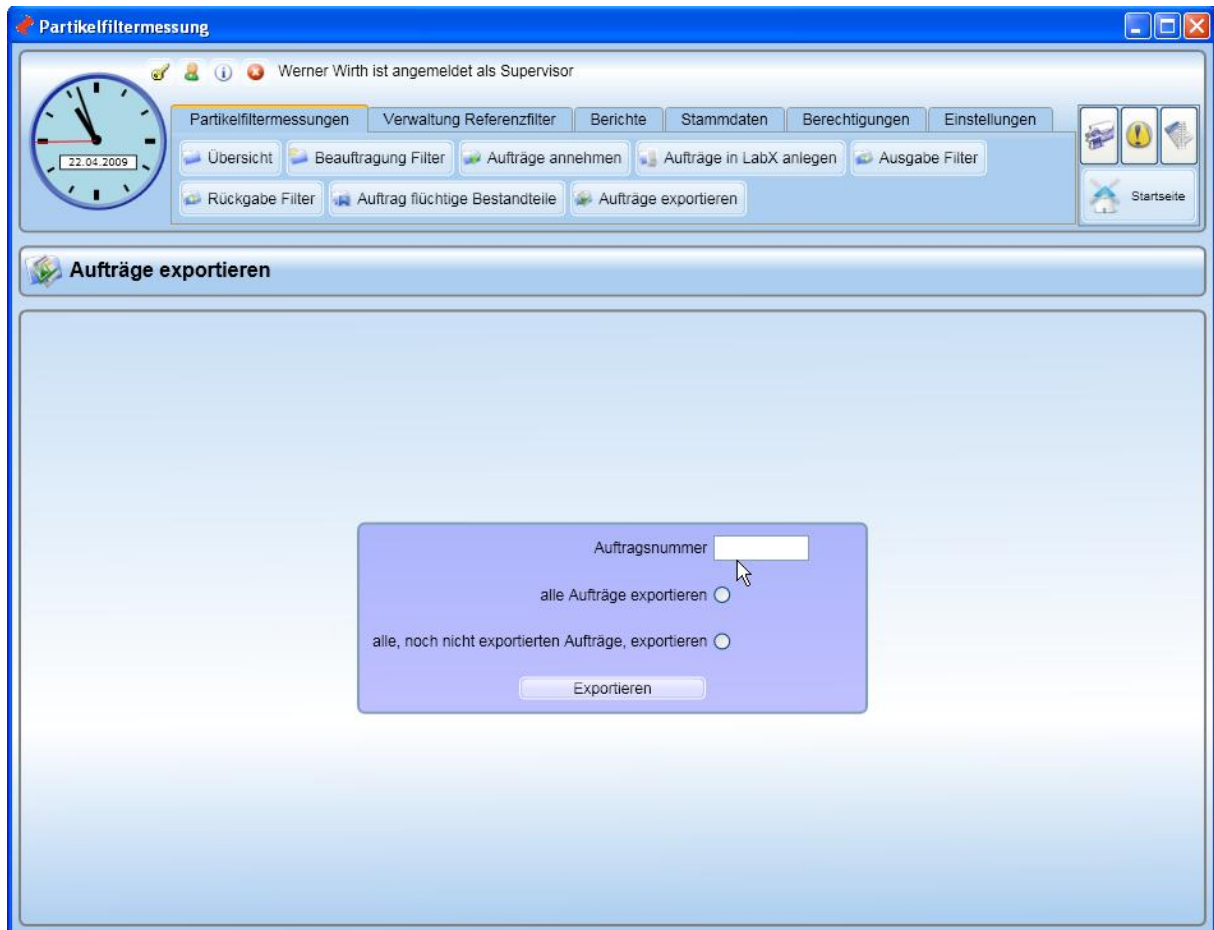 Partikelfiltermessung
Werner Wirth ist angemeldet als Supervisor
22.04.2009
Partikelfiltermessungen Verwaltung Referenzfilter Berichte Stammdaten Berechtigungen Einstellungen
Übersicht Beauftragung Filter Aufträge annehmen Aufträge in LabX anlegen Ausgabe Filter
Rückgabe Filter Auftrag flüchtige Bestandteile Aufträge exportieren
Startseite
Aufträge exportieren
Auftragsnummer
alle Aufträge exportieren
alle, noch nicht exportierten Aufträge, exportieren
Exportieren